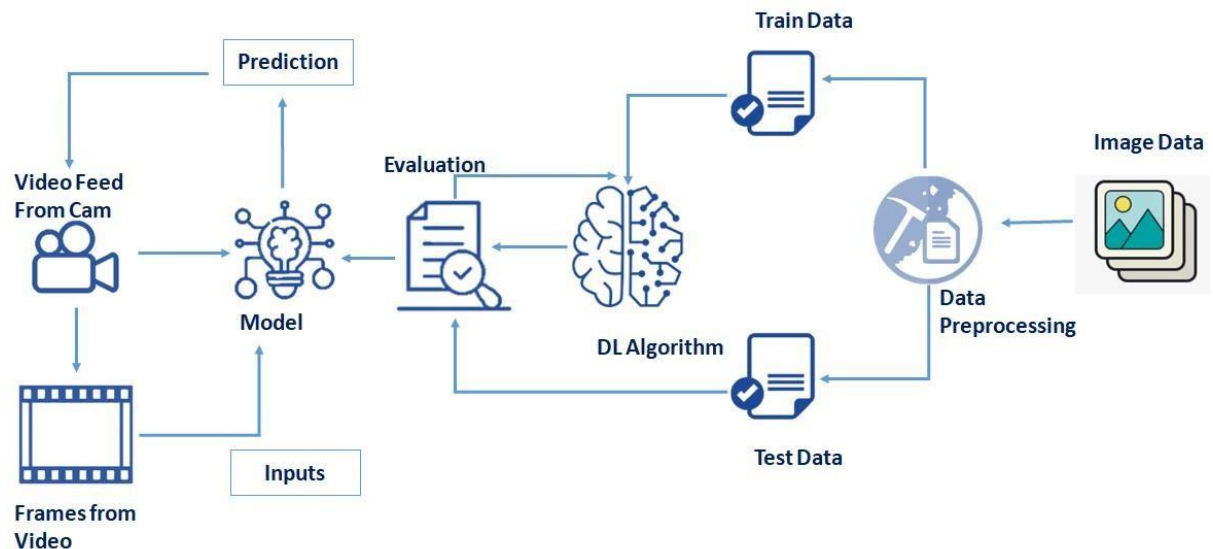 Train Data
Prediction
Evaluation
Image Data
Video Feed
From Cam
Model
DL Algorithm
Data
Preprocessing
Inputs
Test Data
Frames from
Video